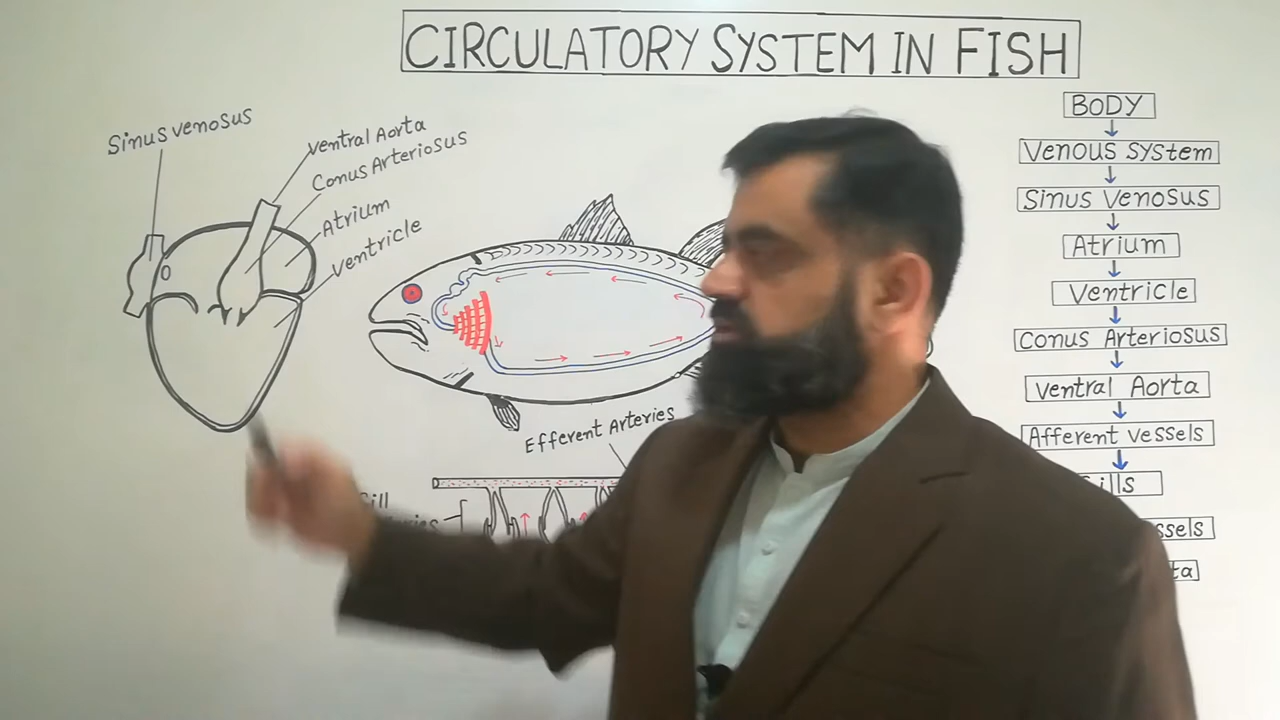 CIRCULATORY SYSTEM IN FISH
Sinus venosus
Ventral Aorta
Conus Arteriosus
Atrium
Ventricle
Efferent Arteries
BODY
Venous System
Sinus Venosus
Atrium
Ventricle
Conus Arteriosus
Ventral Aorta
Afferent vessels